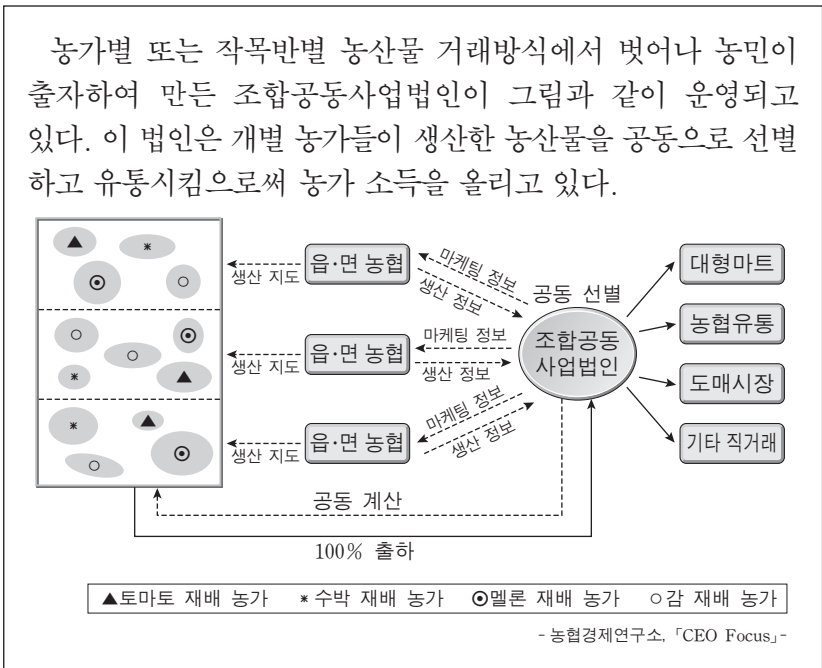 농가별 또는 작목반별 농산물 거래방식에서 벗어나 농민이
출자하여 만든 조합공동사업법인이 그림과 같이 운영되고
있다. 이 법인은 개별 농가들이 생산한 농산물을 공동으로 선별
하고 유통시킴으로써 농가 소득을 올리고 있다.
생산 지도
읍·면 농협
마케팅 정보
생산 정보
생산 지도
읍·면 농협
마케팅 정보
생산 정보
생산 지도
읍·면 농협
마케팅 정보
생산 정보
공동 선별
조합공동
사업법인
대형마트
농협유통
도매시장
기타 직거래
공동 계산
100% 출하
▲토마토 재배 농가 *수박 재배 농가 ⊙멜론 재배 농가 ○감 재배 농가
- 농협경제연구소, 「CEO Focus」-